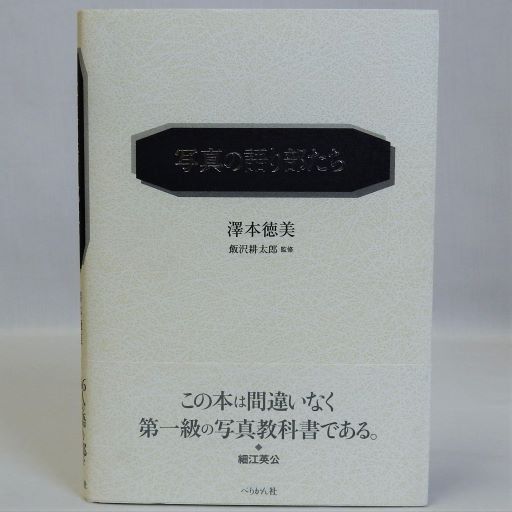 写真の語り部たち
澤本徳美
飯沢耕太郎 監修
この本は間違いなく
第一級の写真教科書である。
◆
細江英公
ぺりかん社